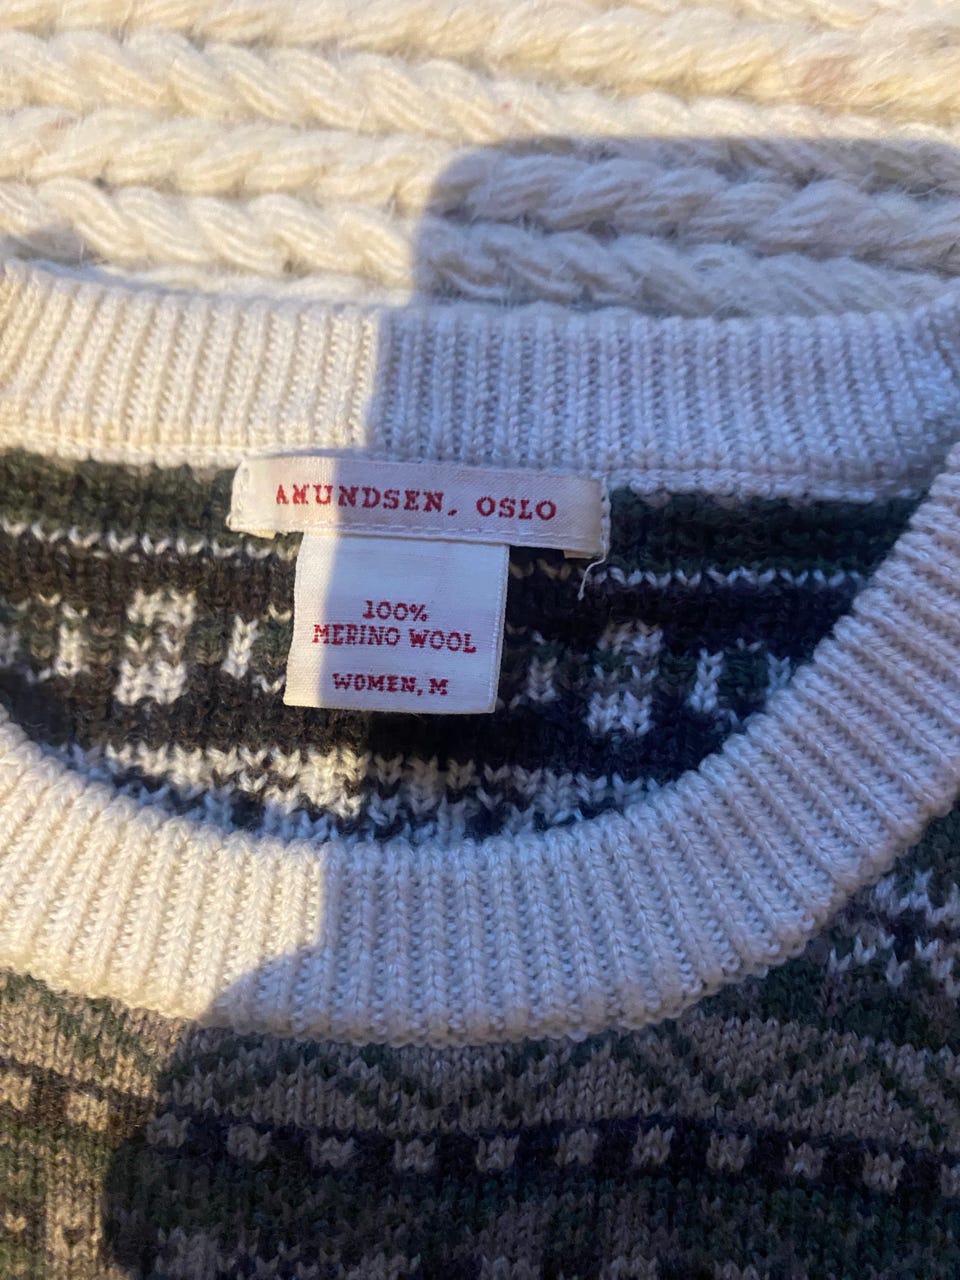 AMUNDSEN, OSLO
100%
MERINO WOOL
WOMEN, M